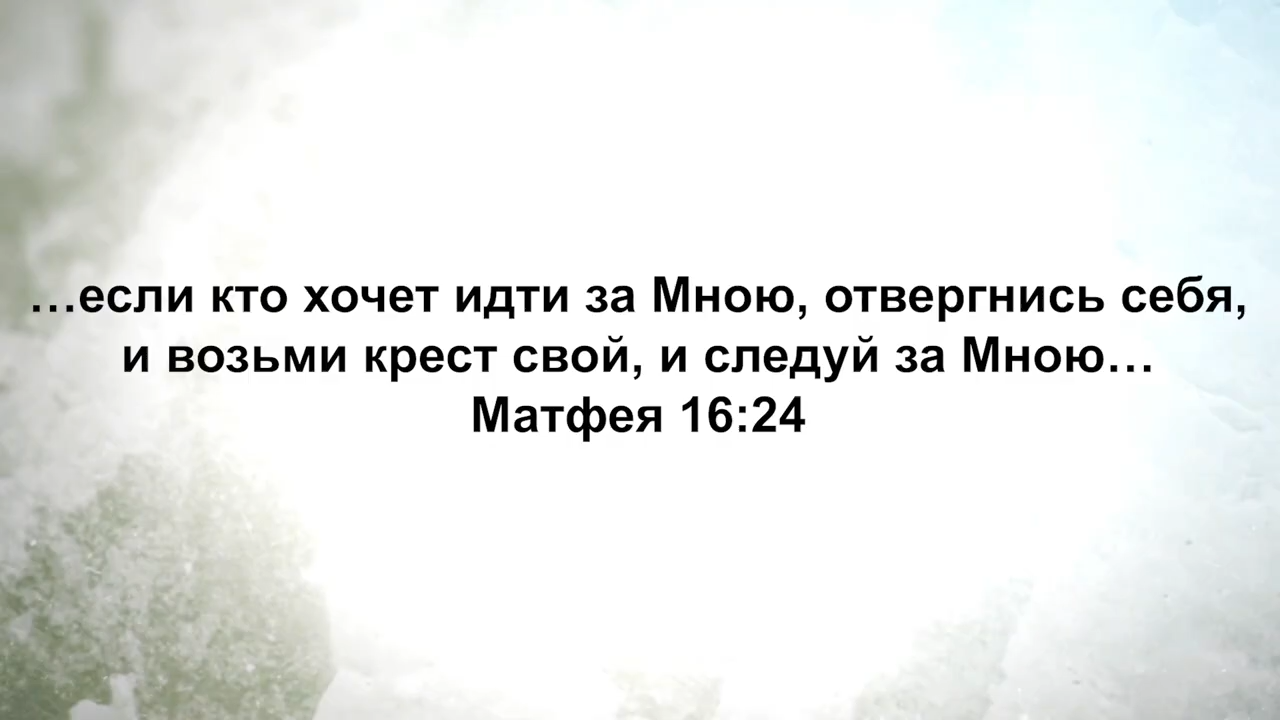 …если кто хочет идти за Мною, отвергнись себя,
и возьми крест свой, и следуй за Мною…
Матфея 16:24